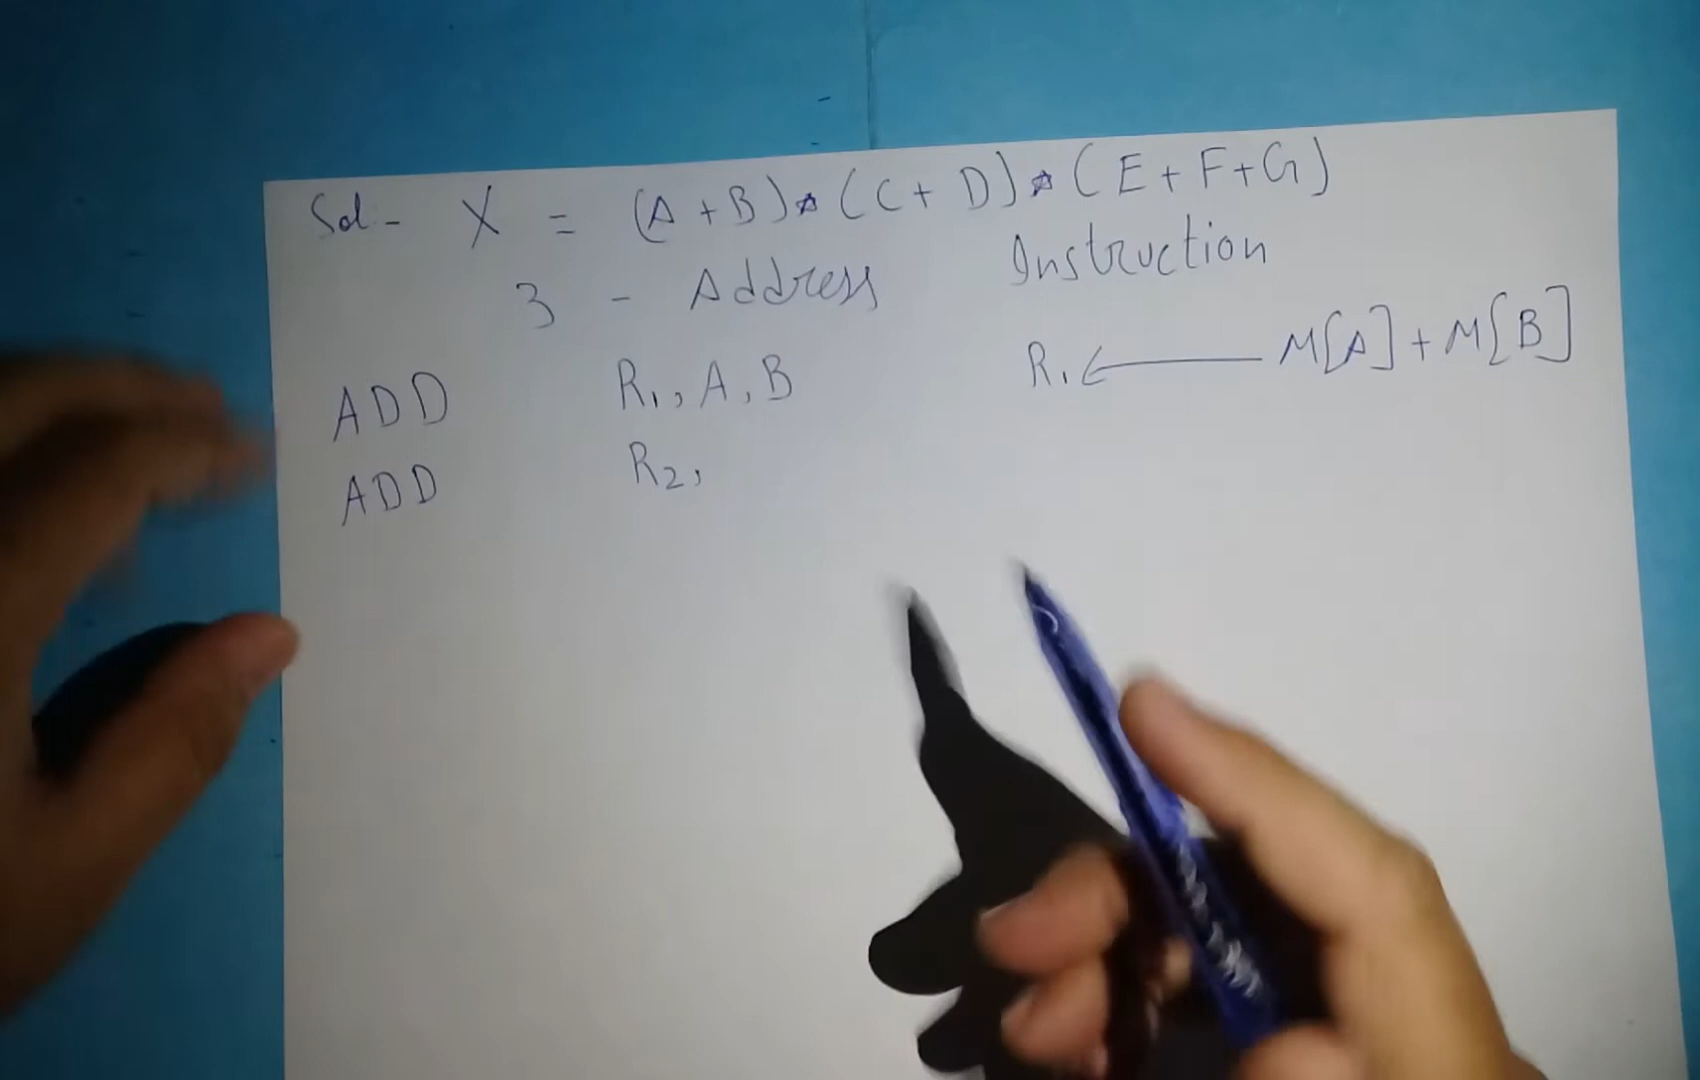 Sol - X = (A + B) * (C + D) * (E + F + G)
3 - Address Instruction
ADD R1, A, B R1 ← M[A] + M[B]
ADD R2,